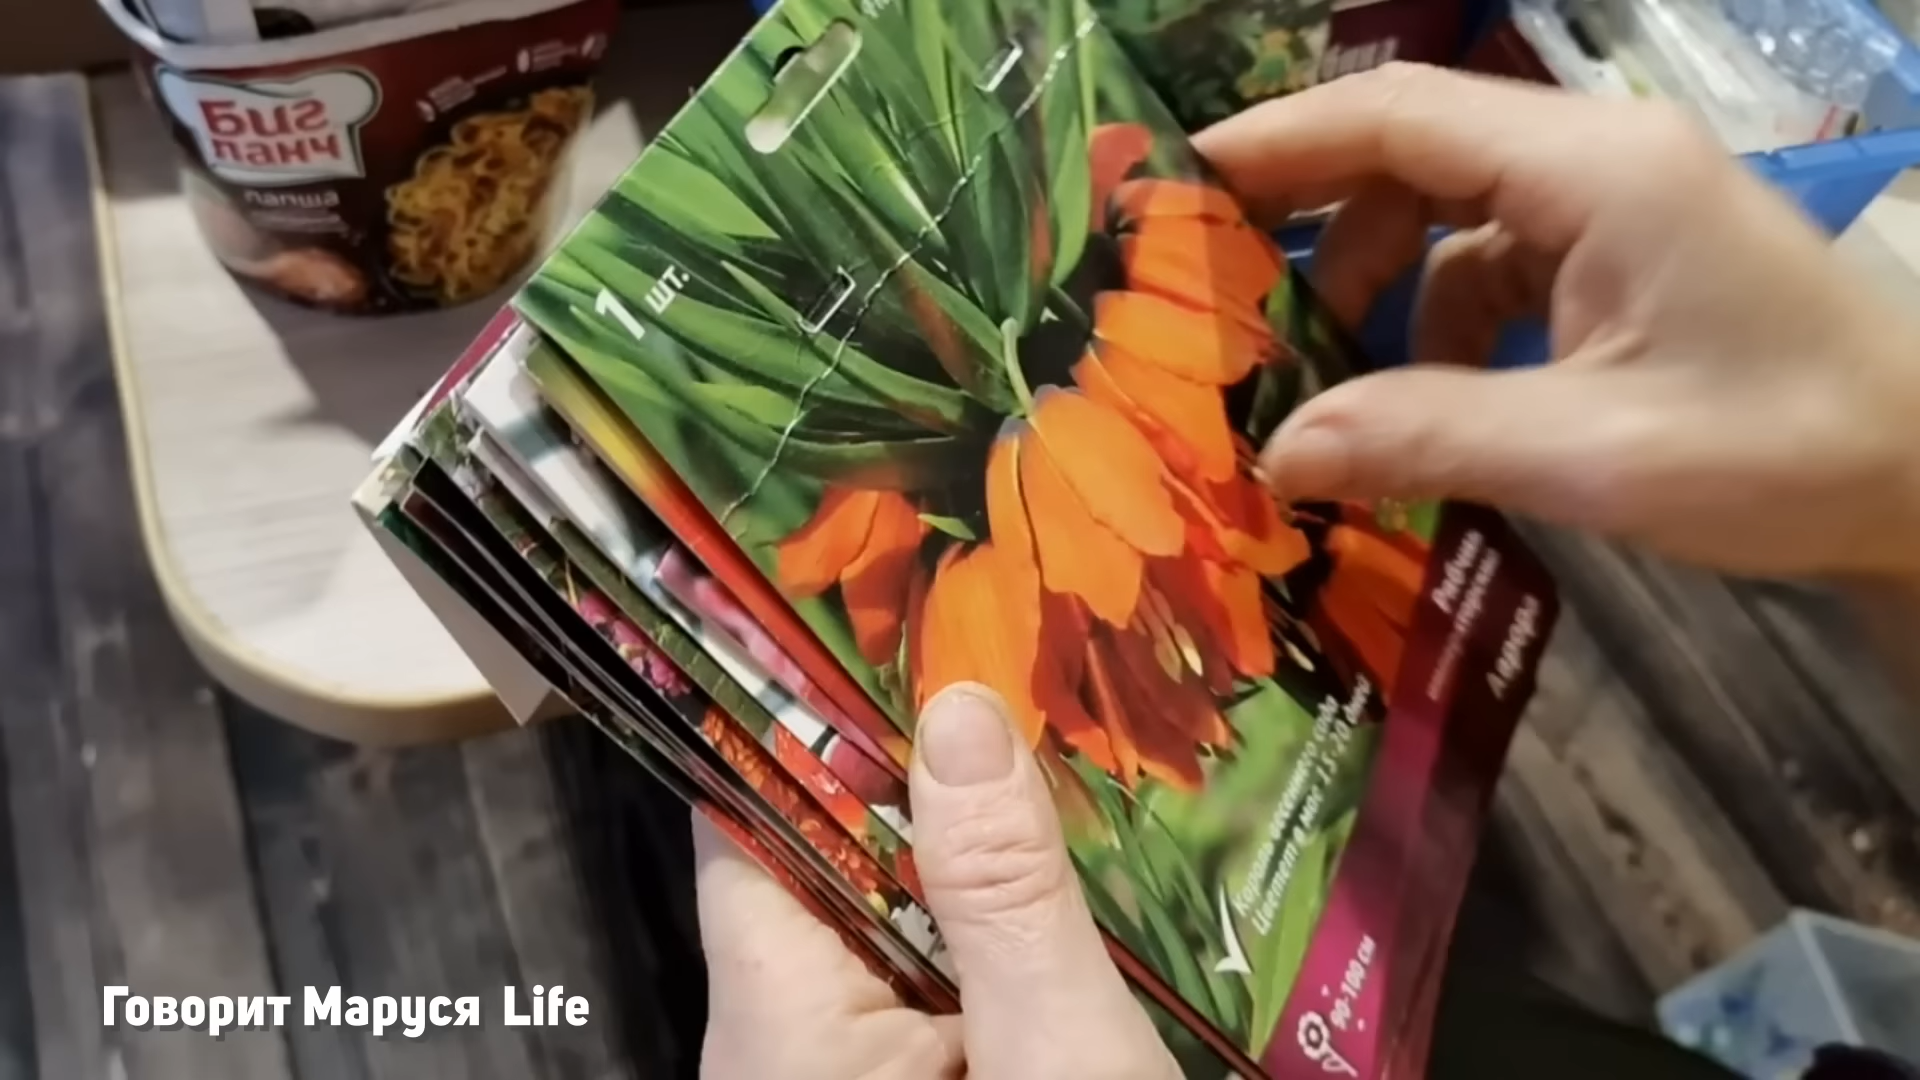 Биг
ланч
лапша
1 шт.
Рябчик
императорский
Аврора
Король весеннего сада
Цветет в мае 15-20 дней
90-100 см
Говорит Маруся Life